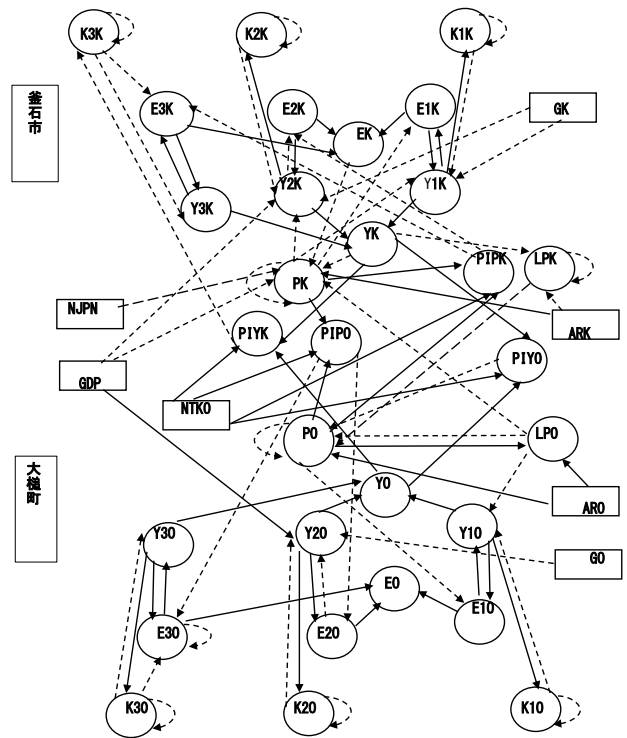 K3K
K2K
K1K
釜石市
E3K
E2K
E1K
GK
EK
Y3K
Y2K
Y1K
YK
PIPK
LPK
PK
NJPN
ARK
PIYK
PIPO
PIYO
GDP
NTKO
PO
LPO
大槌町
YO
ARO
Y3O
Y2O
Y1O
GO
EO
E3O
E2O
E1O
K3O
K2O
K1O